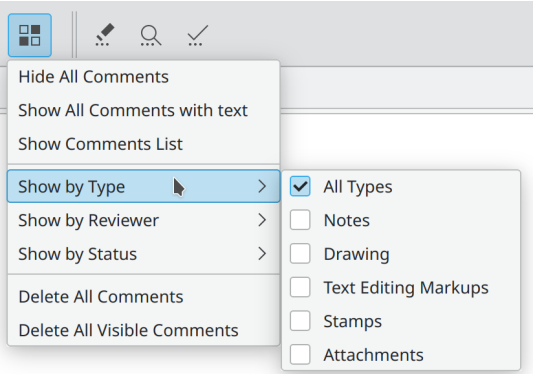 Hide All Comments
Show All Comments with text
Show Comments List
Show by Type
Show by Reviewer
Show by Status
Delete All Comments
Delete All Visible Comments
All Types
Notes
Drawing
Text Editing Markups
Stamps
Attachments